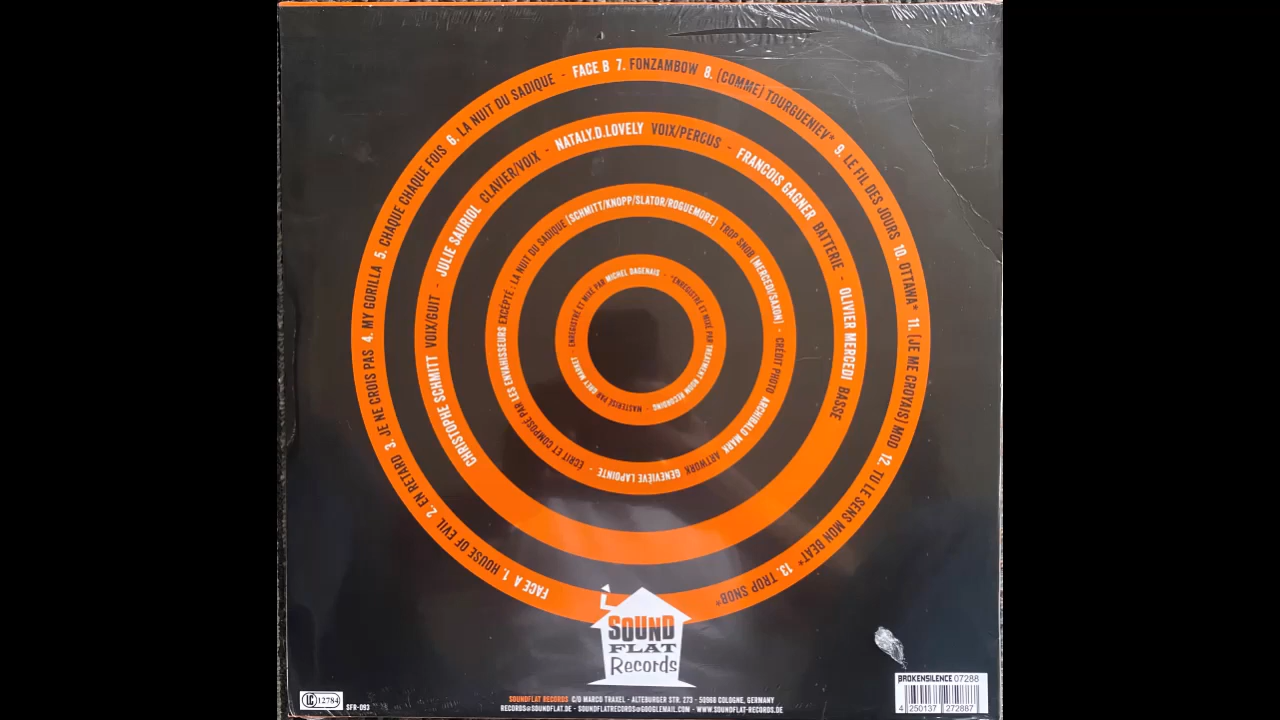 FACE A 1. HOUSE OF EVIL 2. EN RETARD 3. JE NE CROIS PAS 4. MY GORILLA 5. CHAQUE CHAQUE FOIS 6. LA NUIT DU SADIQUE - FACE B 7. FONZAMBOW 8. (COMME) TOURGUENIEV* 9. LE FIL DES JOURS 10. OTTAWA* 11. (JE ME CROYAIS) MOD 12. TU LE SENS MON BEAT* 13. TROP SNOB*
CHRISTOPHE SCHMITT VOIX/GUIT - JULIE SAURIOL CLAVIER/VOIX - NATALY.D.LOVELY VOIX/PERCUS - FRANCOIS GAGNER BATTERIE - OLIVIER MERCEDI BASSE
ÉCRIT ET COMPOSÉ PAR LES ENVAHISSEURS EXCÉPTÉ : LA NUIT DU SADIQUE (SCHMITT/KNOPP/SLATOR/ROGUEMORE) TROP SNOB (MERCEDI/SAXON) - CRÉDIT PHOTO ARCHIBALD MARK ARTWORK GENEVIÈVE LAPOINTE -
ENREGISTRÉ ET MIXÉ PAR MICHEL DAGENAIS - *ENREGISTRÉ ET MIXÉ PAR TREATMENT ROOM RECORDING - MASTERISÉ PAR GREY MARKET
SOUND
FLAT
Records
LC 12784
SFR-093
SOUNDFLAT RECORDS C/O MARCO TRAXEL - ALTEBURGER STR. 273 - 50968 COLOGNE, GERMANY
RECORDS@SOUNDFLAT.DE - SOUNDFLATRECORDS@GOOGLEMAIL.COM - WWW.SOUNDFLAT-RECORDS.DE
BROKENSILENCE 07288
4 250137 272887